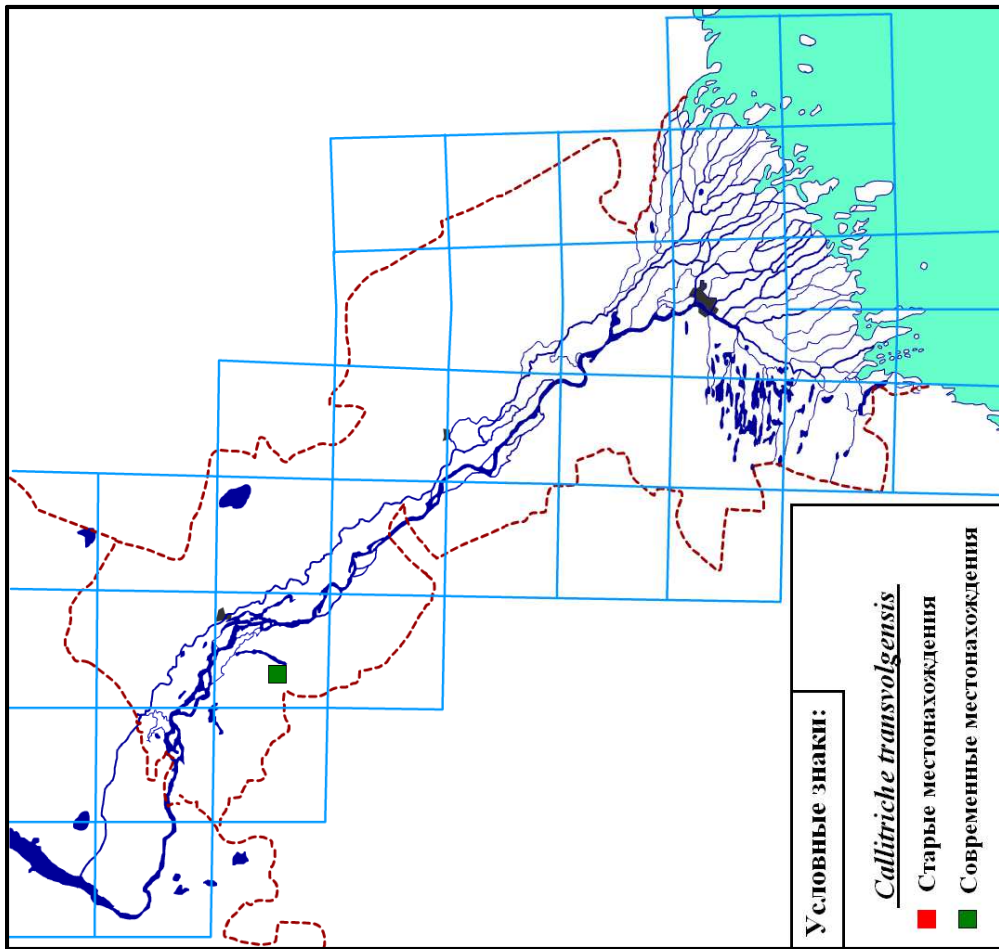 Условные знаки:
Callitriche transvolgensis
Старые местонахождения
Современные местонахождения